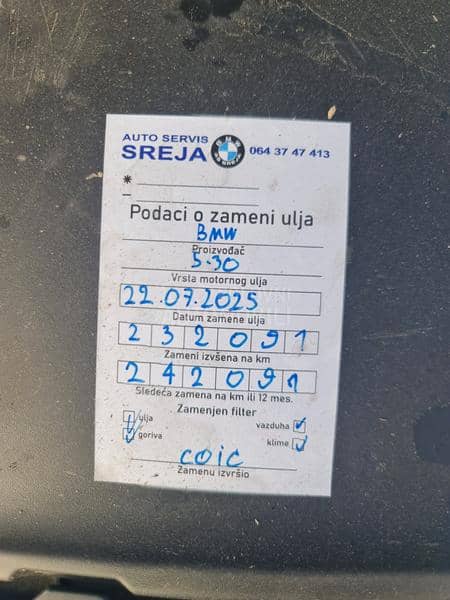 AUTO SERVIS
SREJA
064 37 47 413
*
Podaci o zameni ulja
BMW
Proizvođač
5-30
Vrsta motornog ulja
22.07.2025
Datum zamene ulja
232091
Zameni izvšena na km
242091
Sledeća zamena na km ili 12 mes.
Zamenjen filter
ulja vazduha
goriva klime
COIC
Zamenu izvršio